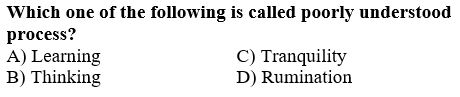 Which one of the following is called poorly understood
process?
A) Learning C) Tranquility
B) Thinking D) Rumination